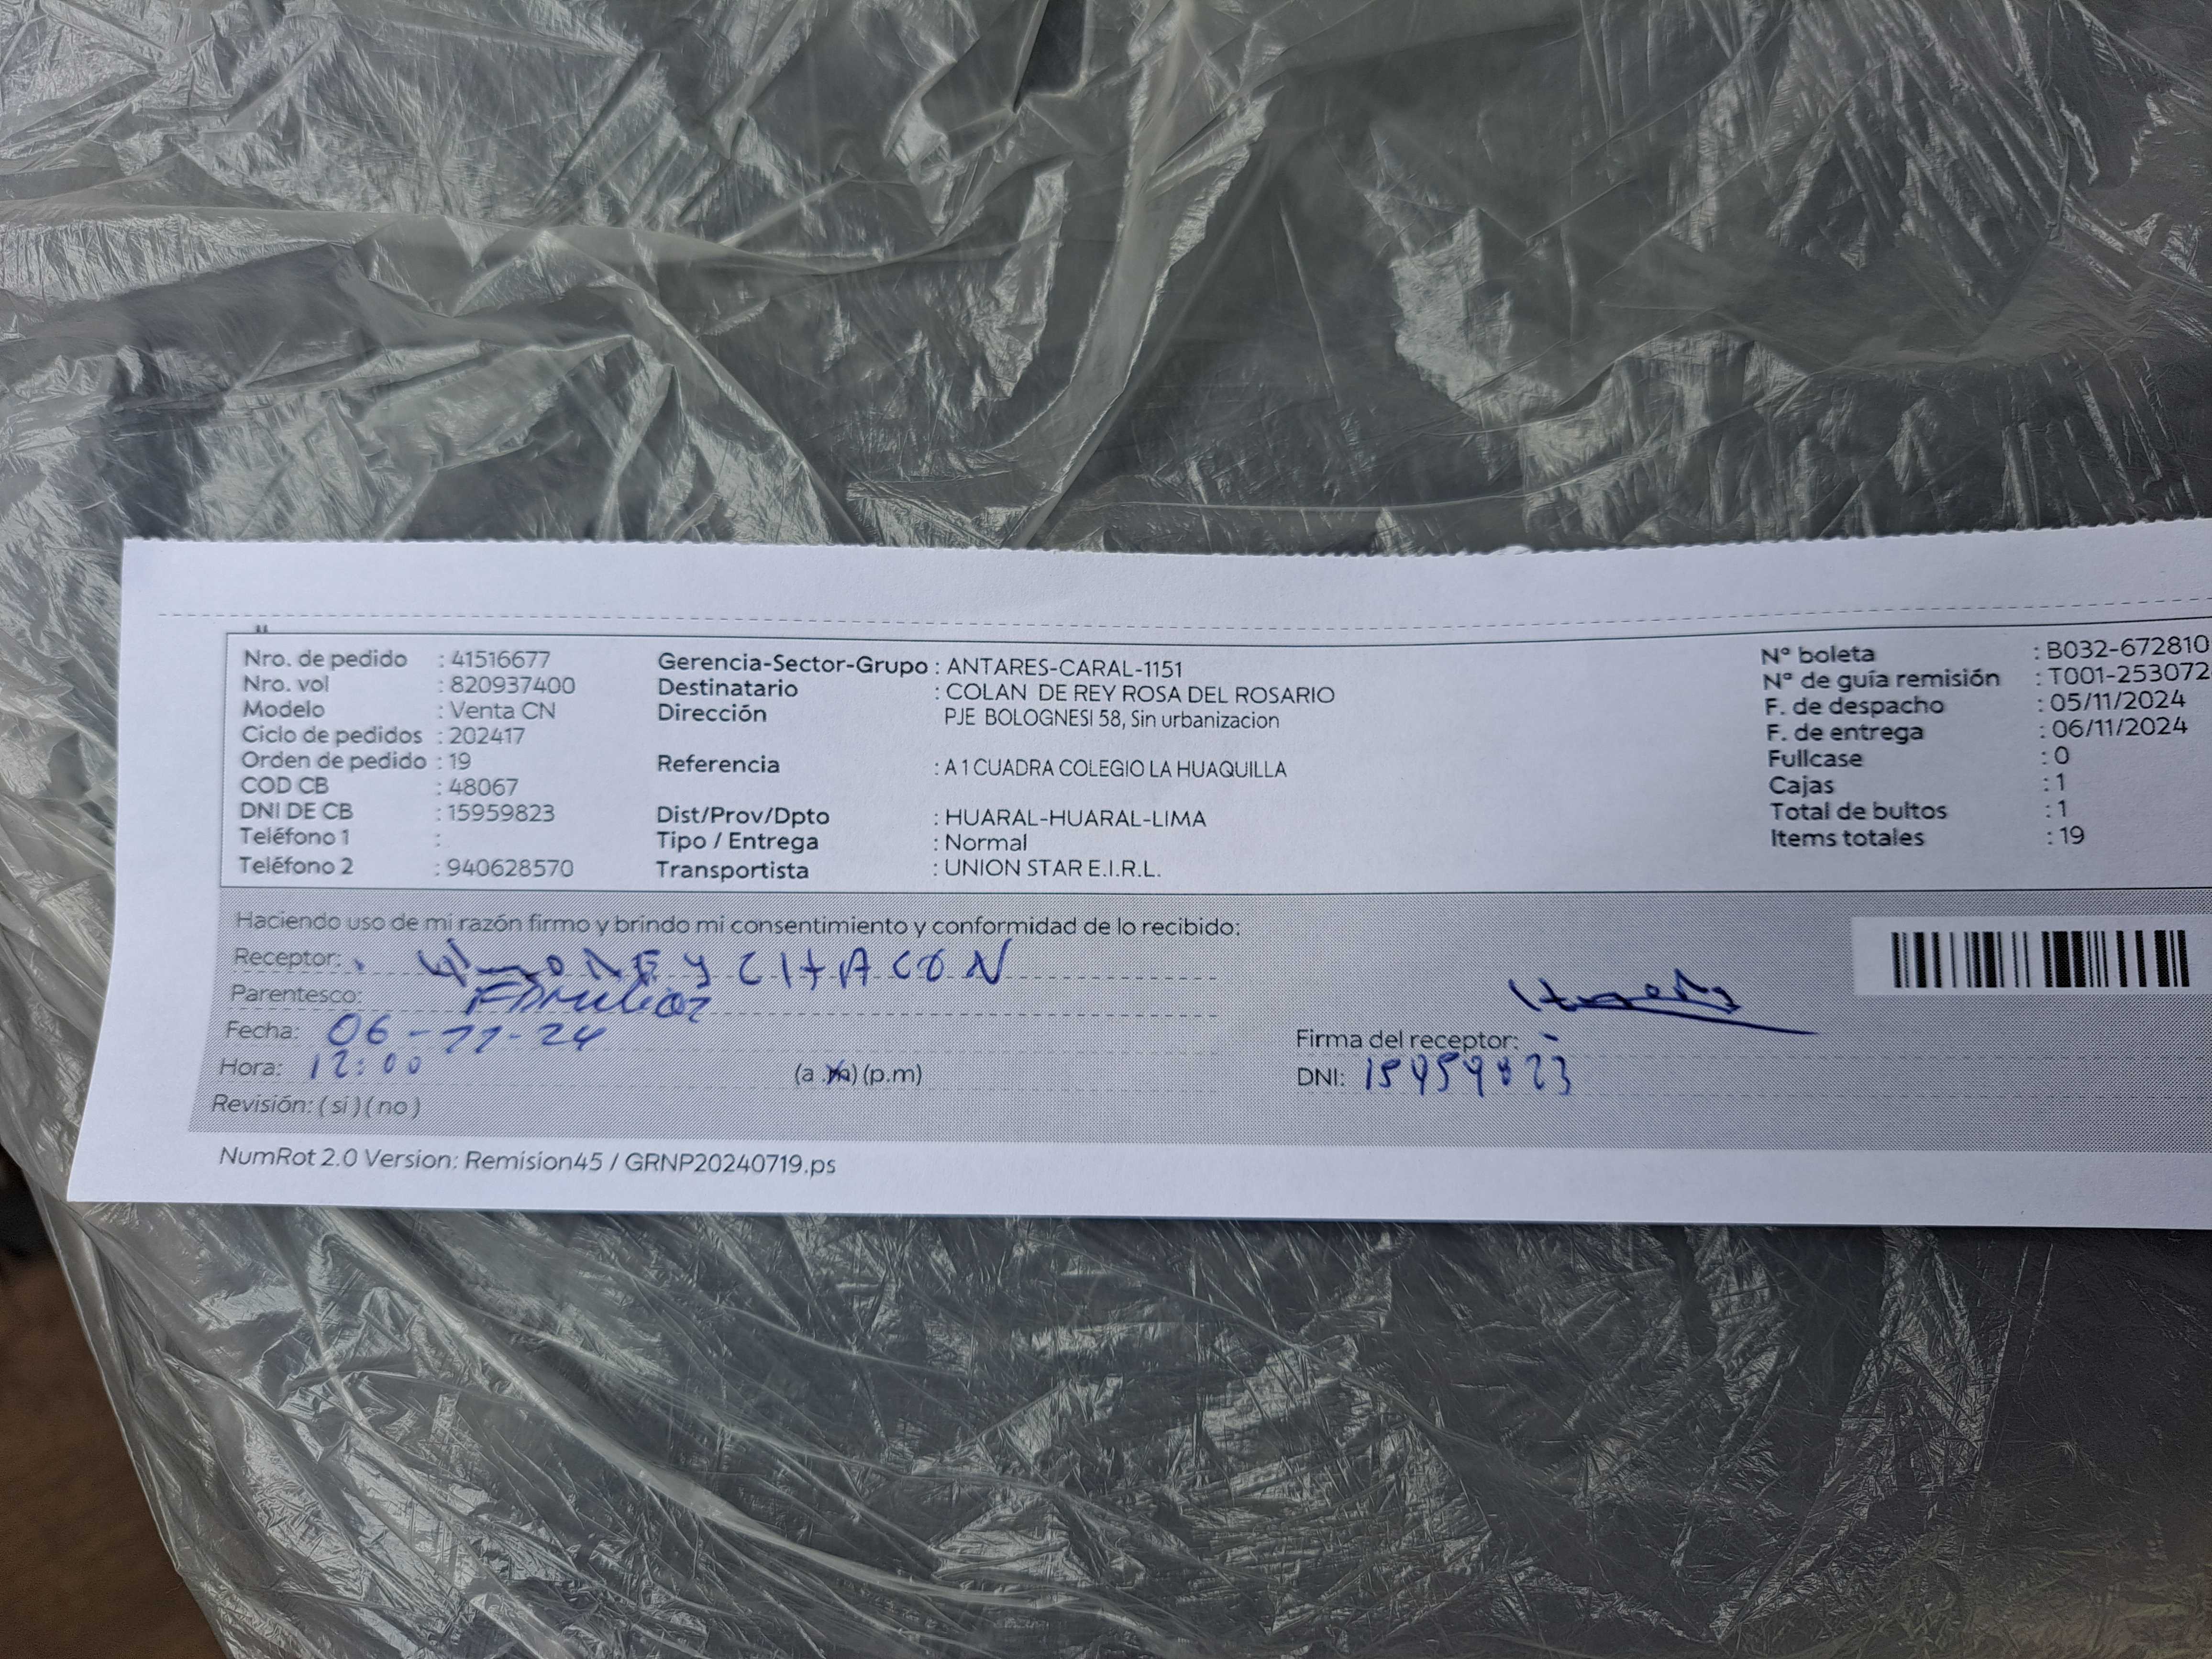 Nro. de pedido : 41516677
Nro. vol : 820937400
Modelo : Venta CN
Ciclo de pedidos : 202417
Orden de pedido : 19
COD CB : 48067
DNI DE CB : 15959823
Teléfono 1 :
Teléfono 2 : 940628570
Gerencia-Sector-Grupo : ANTARES-CARAL-1151
Destinatario : COLAN DE REY ROSA DEL ROSARIO
Dirección PJE BOLOGNESI 58, Sin urbanizacion
Referencia : A 1 CUADRA COLEGIO LA HUAQUILLA
Dist/Prov/Dpto : HUARAL-HUARAL-LIMA
Tipo / Entrega : Normal
Transportista : UNION STAR E.I.R.L.
N° boleta : B032-672810
N° de guía remisión : T001-253072
F. de despacho : 05/11/2024
F. de entrega : 06/11/2024
Fullcase : 0
Cajas : 1
Total de bultos : 1
Items totales : 19
Haciendo uso de mi razón firmo y brindo mi consentimiento y conformidad de lo recibido:
Receptor: CHACON
Parentesco: Familiar
Fecha: 06-11-24
Hora: 12:00 (a.m) (p.m)
Revisión: ( si ) ( no )
Firma del receptor:
DNI: 15959823
NumRot 2.0 Version: Remision45 / GRNP20240719.ps